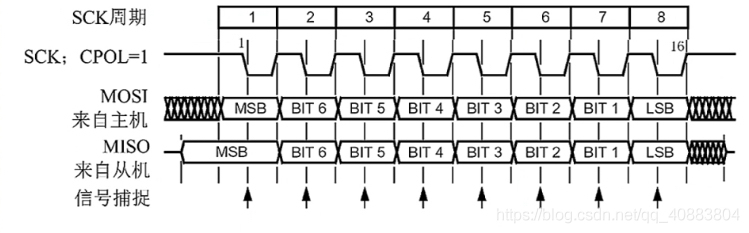 SCK周期 1 2 3 4 5 6 7 8
SCK；CPOL=1 1 16
MOSI
来自主机 MSB BIT 6 BIT 5 BIT 4 BIT 3 BIT 2 BIT 1 LSB
MISO
来自从机 MSB BIT 6 BIT 5 BIT 4 BIT 3 BIT 2 BIT 1 LSB
信号捕捉
https://blog.csdn.net/qq_40883804